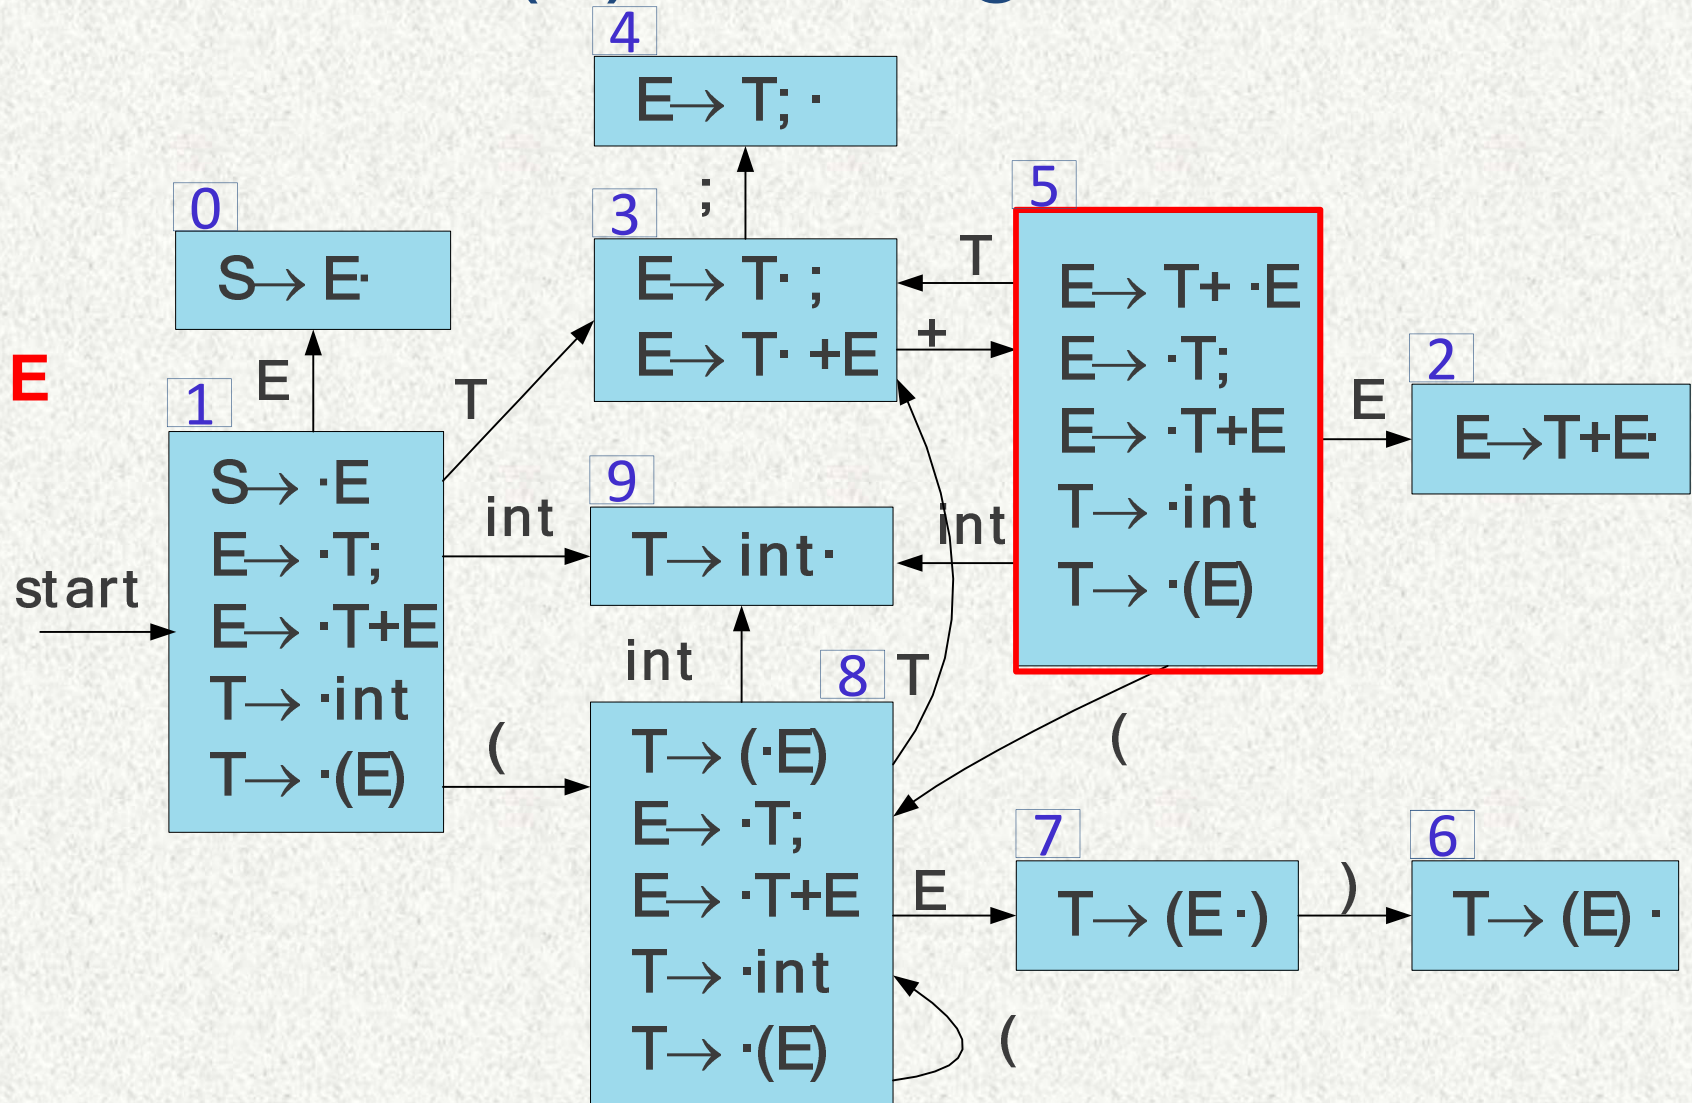 4
E→ T; ·
0
S→ E·
E
1
S→ ·E
E→ ·T;
E→ ·T+E
T→ ·int
T→ ·(E)
start
E
T
int
(
;
3
E→ T· ;
E→ T· +E
9
T→ int ·
int
8
T→ (·E)
E→ ·T;
E→ ·T+E
T→ ·int
T→ ·(E)
T
+
int
T
(
E
(
5
E→ T+ ·E
E→ ·T;
E→ ·T+E
T→ ·int
T→ ·(E)
E
2
E→T+E·
7
T→ (E ·)
)
6
T→ (E) ·